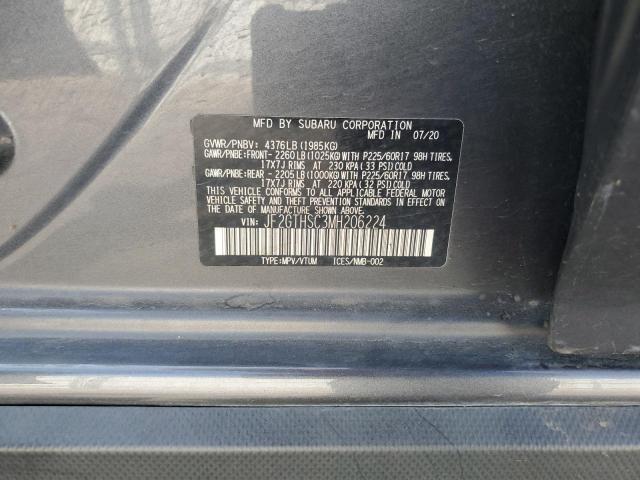 MFD BY SUBARU CORPORATION
MFD IN 07/20
GVWR/PNBV: 4376LB (1985KG)
GAWR/PNBE:FRONT- 2260LB(1025KG)WITH P225/60R17 98H TIRES,
17X7J RIMS AT 230 KPA (33 PSI)COLD
GAWR/PNBE:REAR - 2205LB(1000KG)WITH P225/60R17 98H TIRES,
17X7J RIMS AT 220 KPA (32 PSI)COLD
THIS VEHICLE CONFORMS TO ALL APPLICABLE FEDERAL MOTOR
VEHICLE SAFETY AND THEFT PREVENTION STANDARDS IN EFFECT
ON THE DATE OF MANUFACTURE SHOWN ABOVE.
VIN: JF2GTHSC3MH206224
TYPE:MPV/VTUM ICES/NMB-002